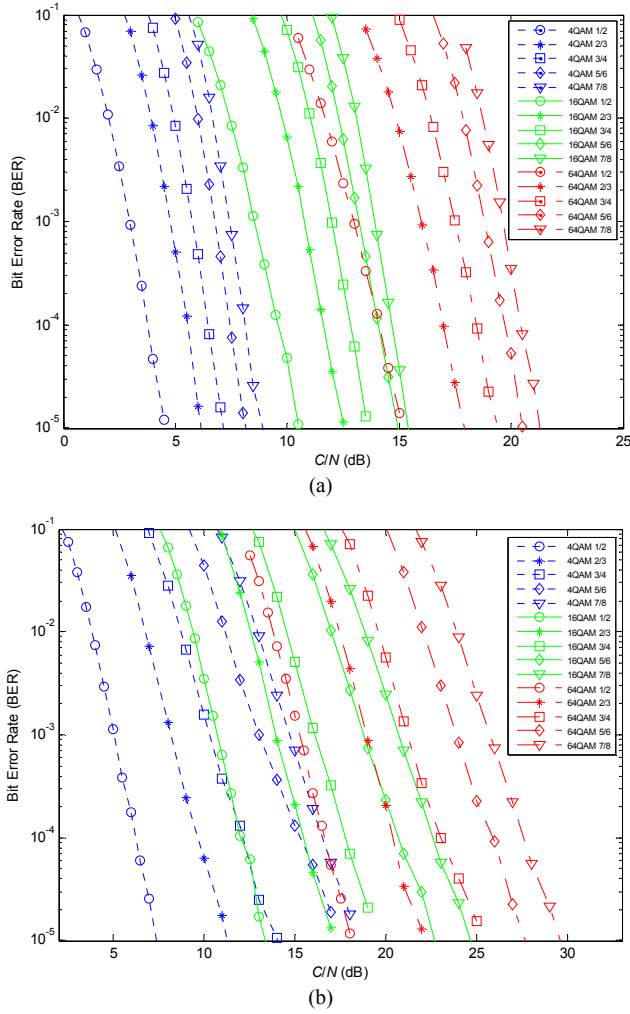 10^-1
10^-2
10^-3
10^-4
10^-5
Bit Error Rate (BER)
0 5 10 15 20 25
C/N (dB)
4QAM 1/2
4QAM 2/3
4QAM 3/4
4QAM 5/6
4QAM 7/8
16QAM 1/2
16QAM 2/3
16QAM 3/4
16QAM 5/6
16QAM 7/8
64QAM 1/2
64QAM 2/3
64QAM 3/4
64QAM 5/6
64QAM 7/8
(a)
10^-1
10^-2
10^-3
10^-4
10^-5
Bit Error Rate (BER)
5 10 15 20 25 30
C/N (dB)
4QAM 1/2
4QAM 2/3
4QAM 3/4
4QAM 5/6
4QAM 7/8
16QAM 1/2
16QAM 2/3
16QAM 3/4
16QAM 5/6
16QAM 7/8
64QAM 1/2
64QAM 2/3
64QAM 3/4
64QAM 5/6
64QAM 7/8
(b)